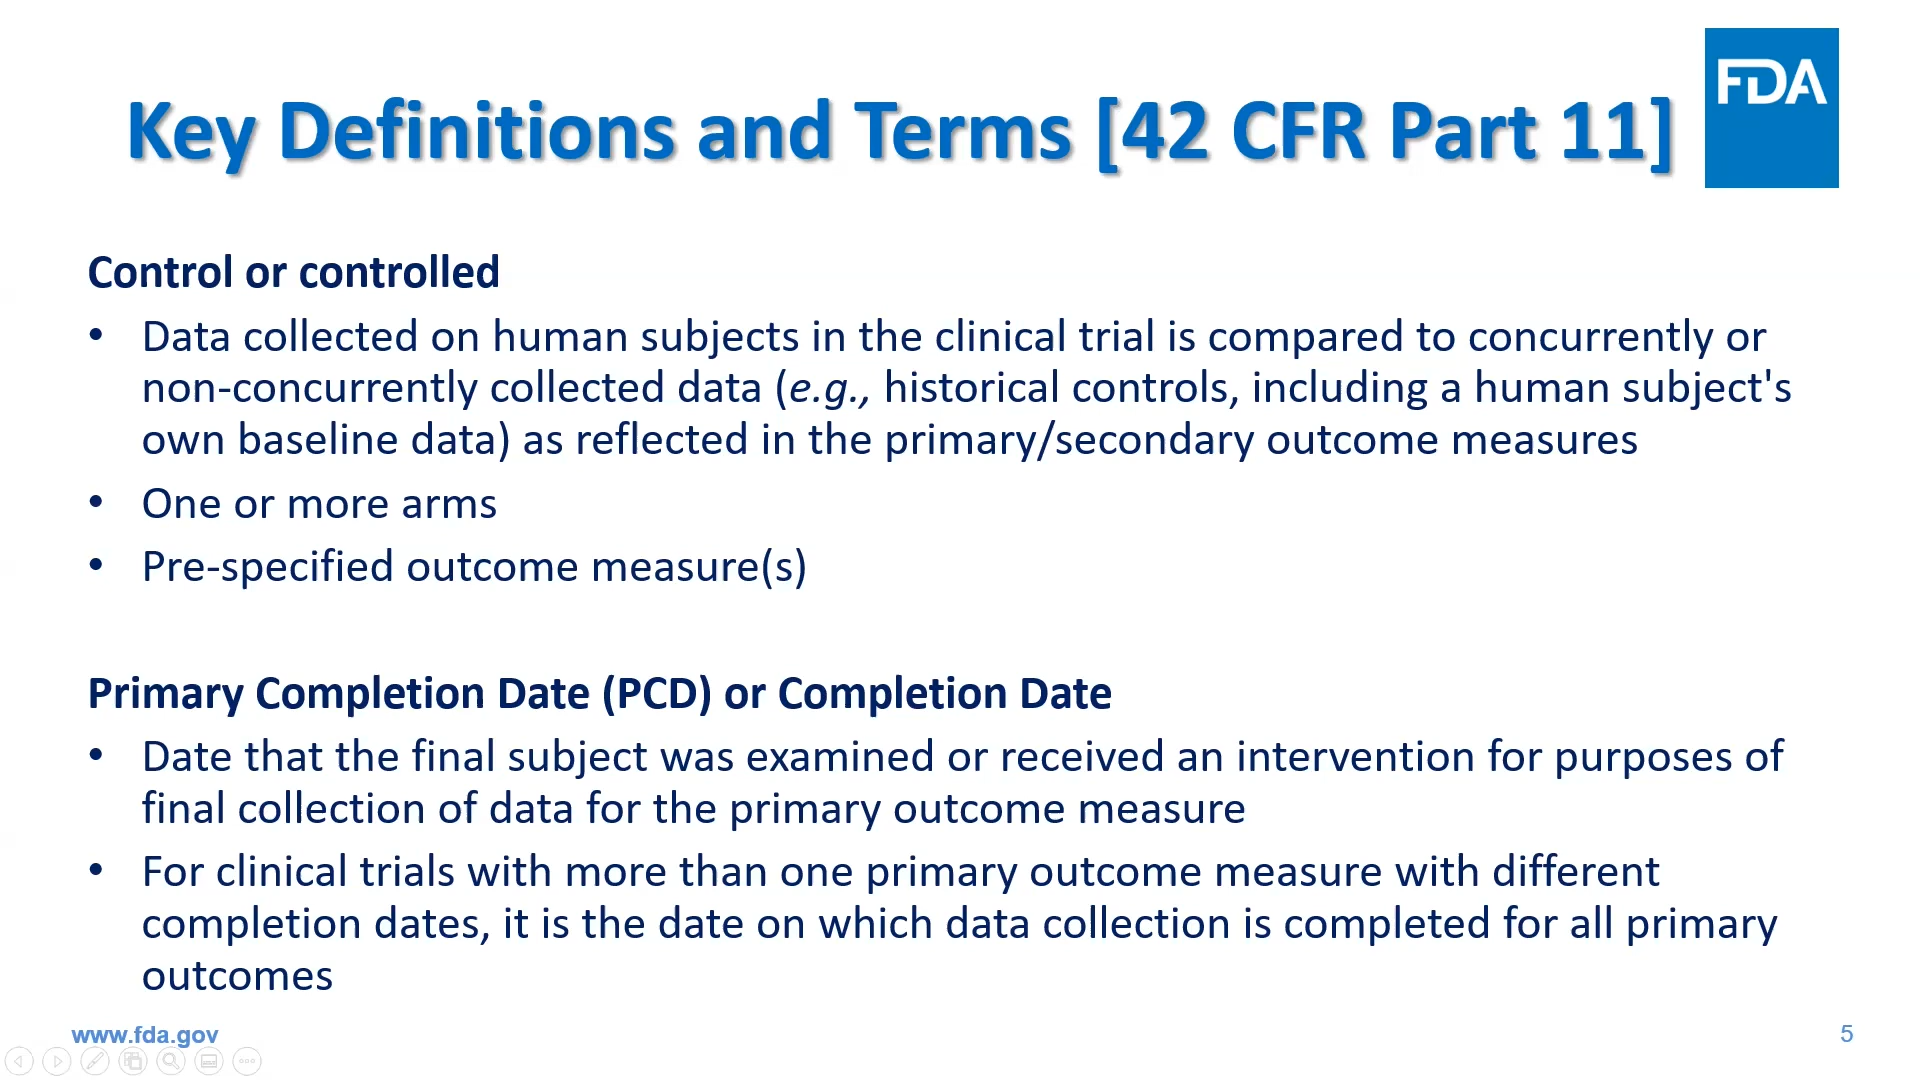 FDA
Key Definitions and Terms [42 CFR Part 11]
Control or controlled
• Data collected on human subjects in the clinical trial is compared to concurrently or
non-concurrently collected data (e.g., historical controls, including a human subject's
own baseline data) as reflected in the primary/secondary outcome measures
• One or more arms
• Pre-specified outcome measure(s)
Primary Completion Date (PCD) or Completion Date
• Date that the final subject was examined or received an intervention for purposes of
final collection of data for the primary outcome measure
• For clinical trials with more than one primary outcome measure with different
completion dates, it is the date on which data collection is completed for all primary
outcomes
www.fda.gov
5